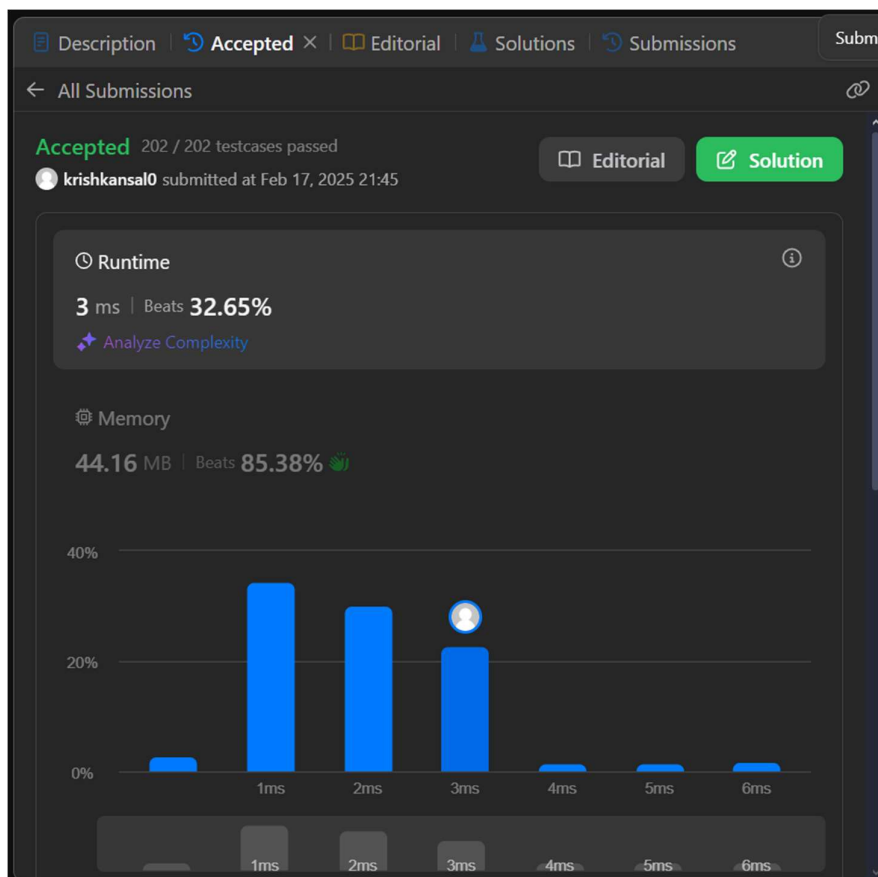 Description Accepted × Editorial Solutions Submissions Subm
← All Submissions
Accepted 202 / 202 testcases passed
krishkansal0 submitted at Feb 17, 2025 21:45
Editorial Solution
Runtime
3 ms | Beats 32.65%
Analyze Complexity
Memory
44.16 MB | Beats 85.38%
40%
20%
0%
1ms 2ms 3ms 4ms 5ms 6ms
1ms 2ms 3ms 4ms 5ms 6ms